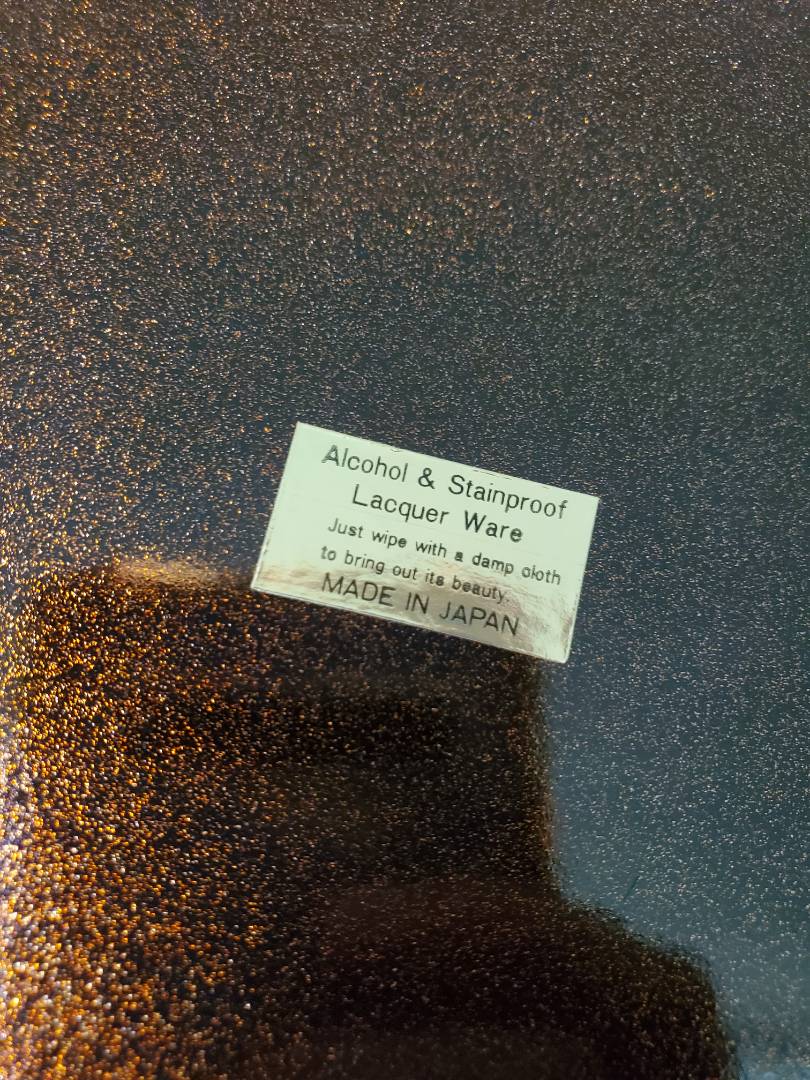 Alcohol & Stainproof
Lacquer Ware
Just wipe with a damp cloth
to bring out its beauty.
MADE IN JAPAN